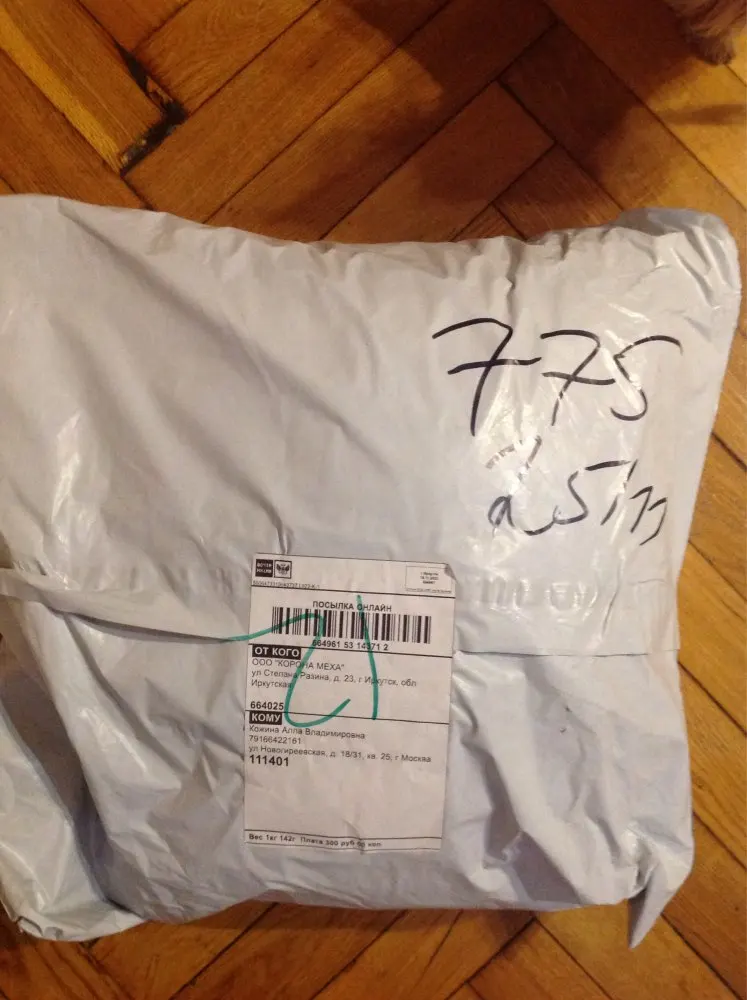 775
ПОСЫЛКА ОНЛАЙН
664961 53 14371 2
ОТ КОГО
ООО "КОРОНА МЕХА"
ул Степана Разина, д. 23, г Иркутск, обл
Иркутская
664025
КОМУ
Кожина Алла Владимировна
79166422161
ул Новогиреевская, д. 18/31, кв. 25, г Москва
111401
Вес 1кг 142г Плата 300 руб коп